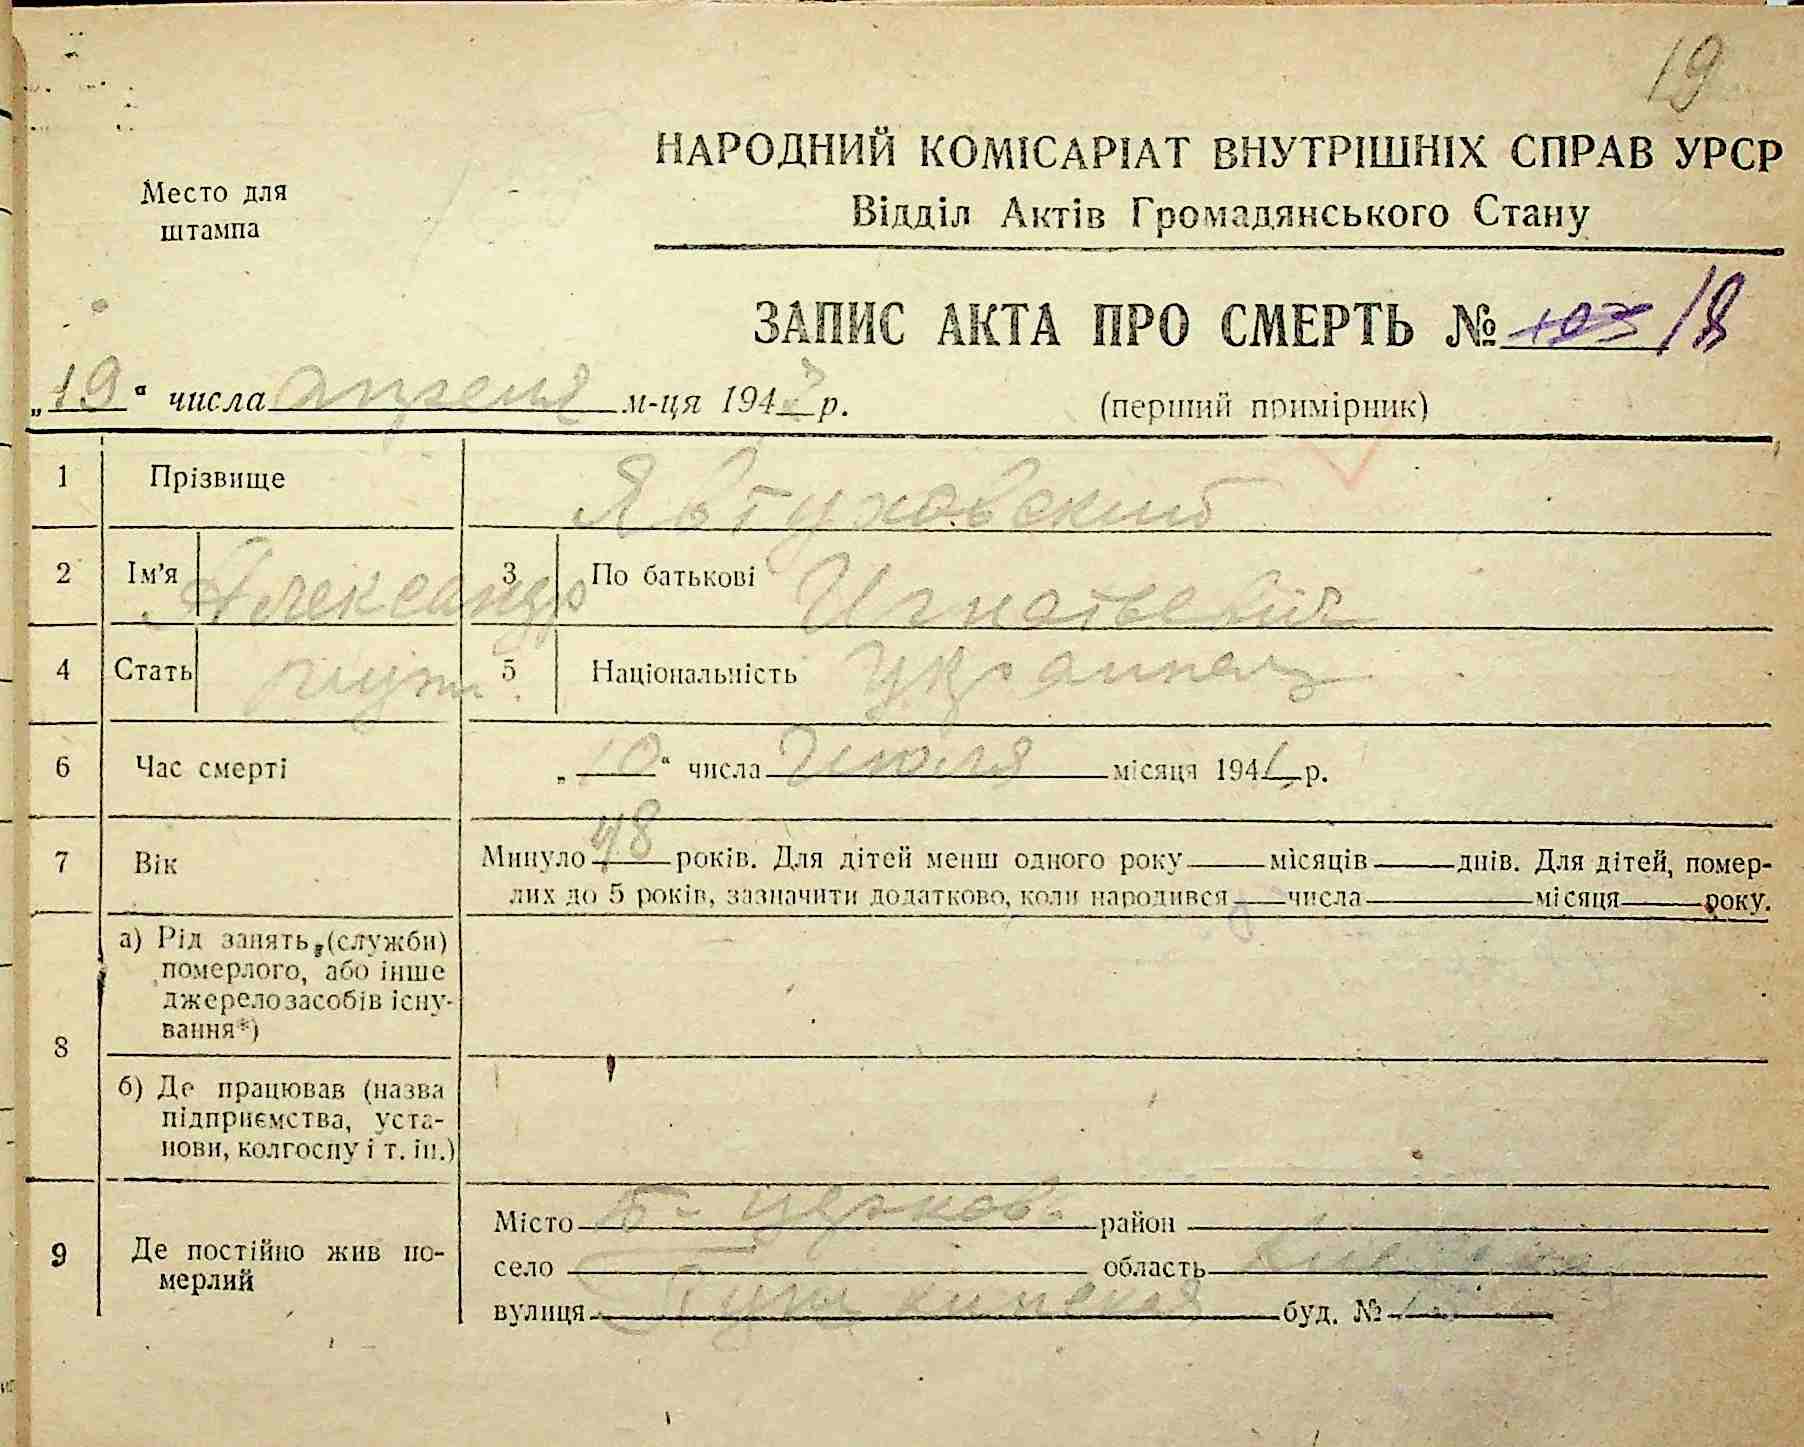 19
НАРОДНИЙ КОМІСАРІАТ ВНУТРІШНІХ СПРАВ УРСР
Место для
штампа
Відділ Актів Громадянського Стану
ЗАПИС АКТА ПРО СМЕРТЬ № 103 /18
„19“ числа апреля м-ця 1943 р. (перший примірник)
1 Прізвище Явтуховский
2 Ім'я Александр 3 По батькові Игнатьевич
4 Стать муж. 5 Національність Украинец
6 Час смерті „10“ числа Июля місяця 1941 р.
7 Вік Минуло 48 років. Для дітей менш одного року місяців днів. Для дітей, помер-
лих до 5 років, зазначити додатково, коли народився числа місяця року.
8 а) Рід занять (служби)
померлого, або інше
джерело засобів існу-
вання*)
б) Де працював (назва
підприємства, уста-
нови, колгоспу і т. ін.)
9 Де постійно жив по-
мерлий
Місто Б-Церков район
село область
вулиця Пушкинская буд. №